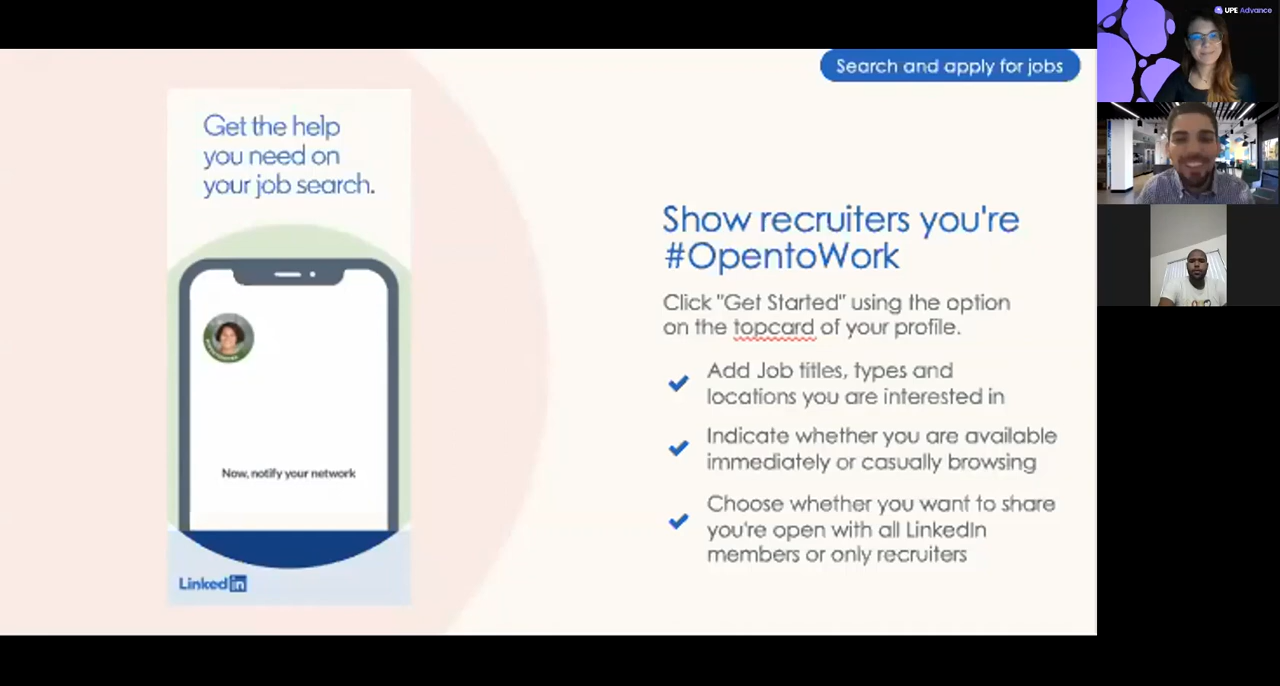 UPE Advance
Search and apply for jobs
Get the help
you need on
your job search.
Now, notify your network
Linked in
Show recruiters you're
#OpentoWork
Click "Get Started" using the option
on the topcard of your profile.
Add Job titles, types and
locations you are interested in
Indicate whether you are available
immediately or casually browsing
Choose whether you want to share
you're open with all LinkedIn
members or only recruiters